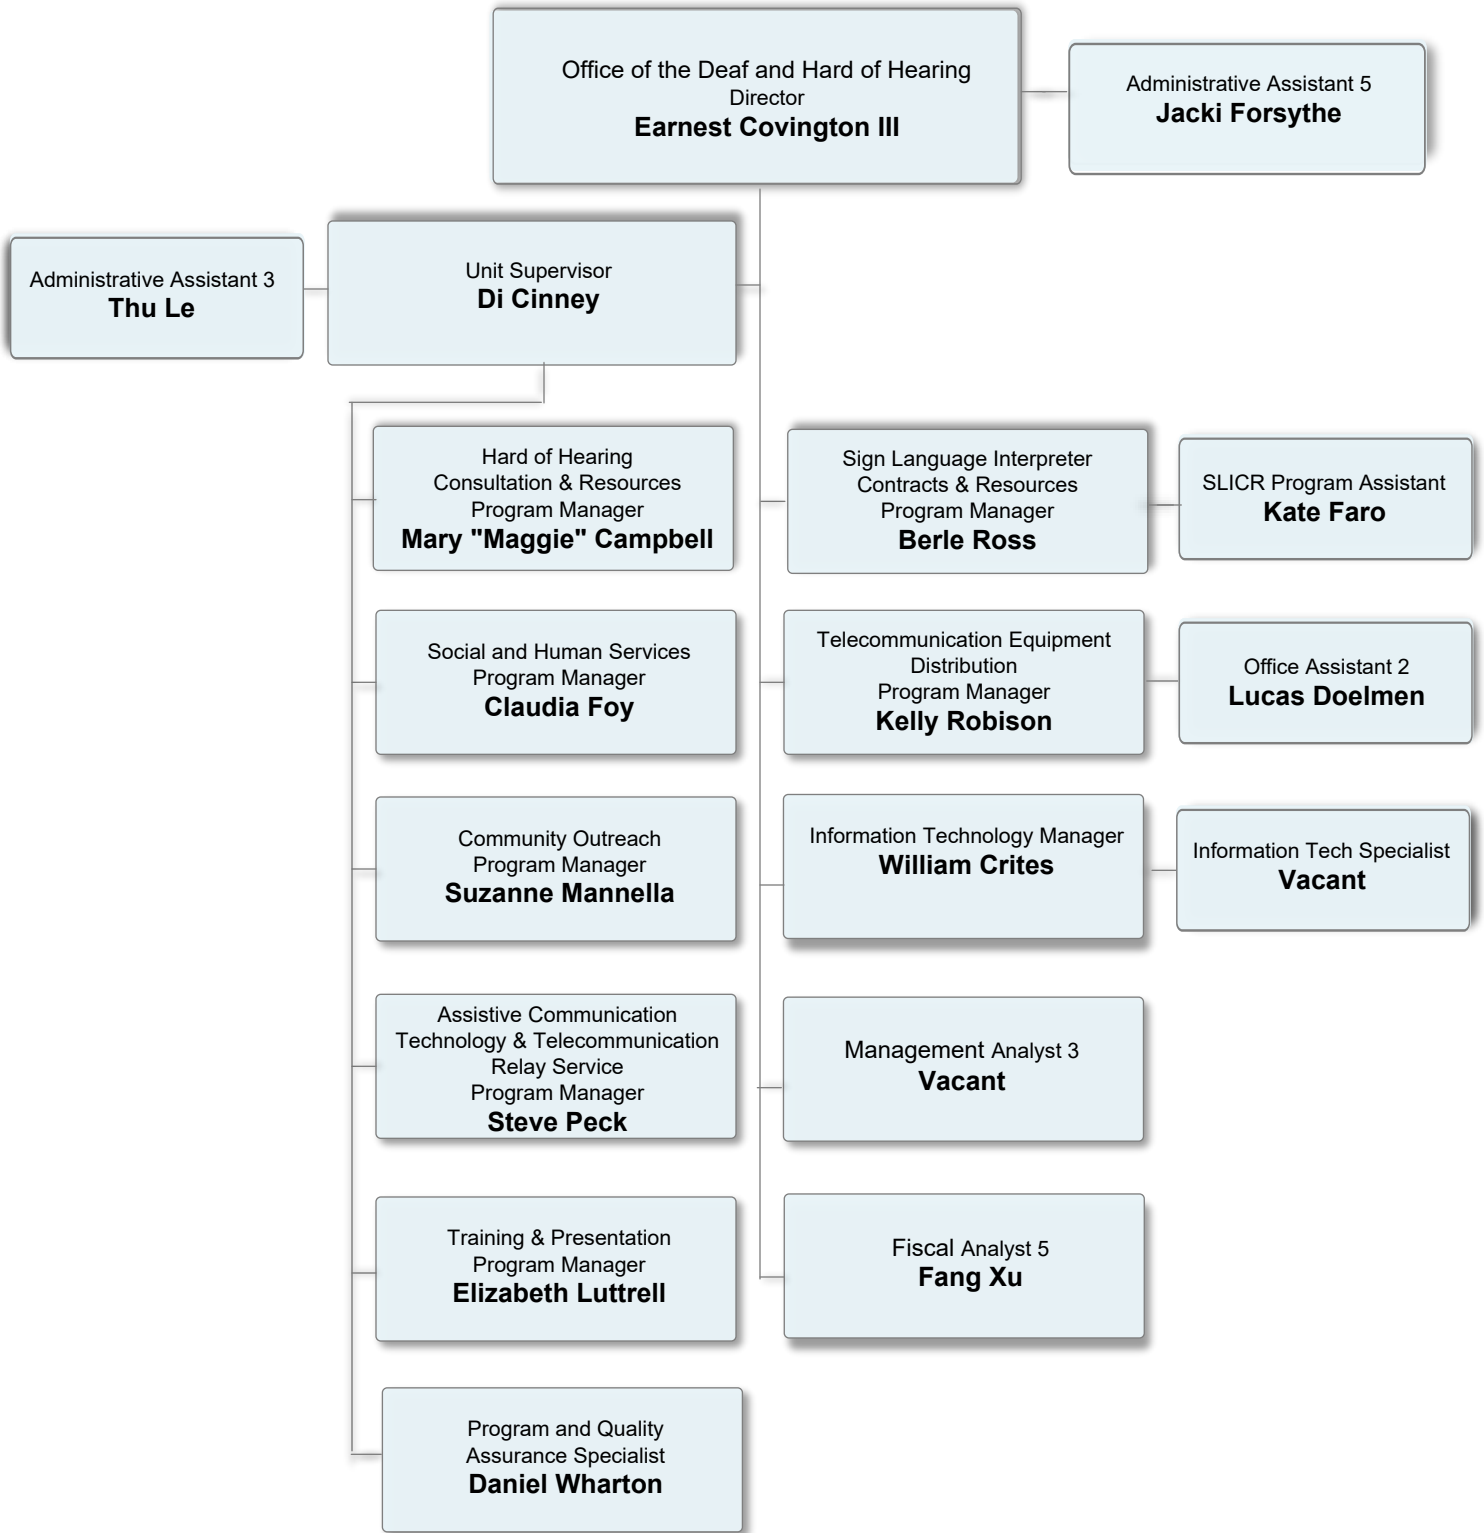 Office of the Deaf and Hard of Hearing
Director
Earnest Covington III
Administrative Assistant 5
Jacki Forsythe
Administrative Assistant 3
Thu Le
Unit Supervisor
Di Cinney
Hard of Hearing
Consultation & Resources
Program Manager
Mary "Maggie" Campbell
Sign Language Interpreter
Contracts & Resources
Program Manager
Berle Ross
SLICR Program Assistant
Kate Faro
Social and Human Services
Program Manager
Claudia Foy
Telecommunication Equipment
Distribution
Program Manager
Kelly Robison
Office Assistant 2
Lucas Doelmen
Community Outreach
Program Manager
Suzanne Mannella
Information Technology Manager
William Crites
Information Tech Specialist
Vacant
Assistive Communication
Technology & Telecommunication
Relay Service
Program Manager
Steve Peck
Management Analyst 3
Vacant
Training & Presentation
Program Manager
Elizabeth Luttrell
Fiscal Analyst 5
Fang Xu
Program and Quality
Assurance Specialist
Daniel Wharton